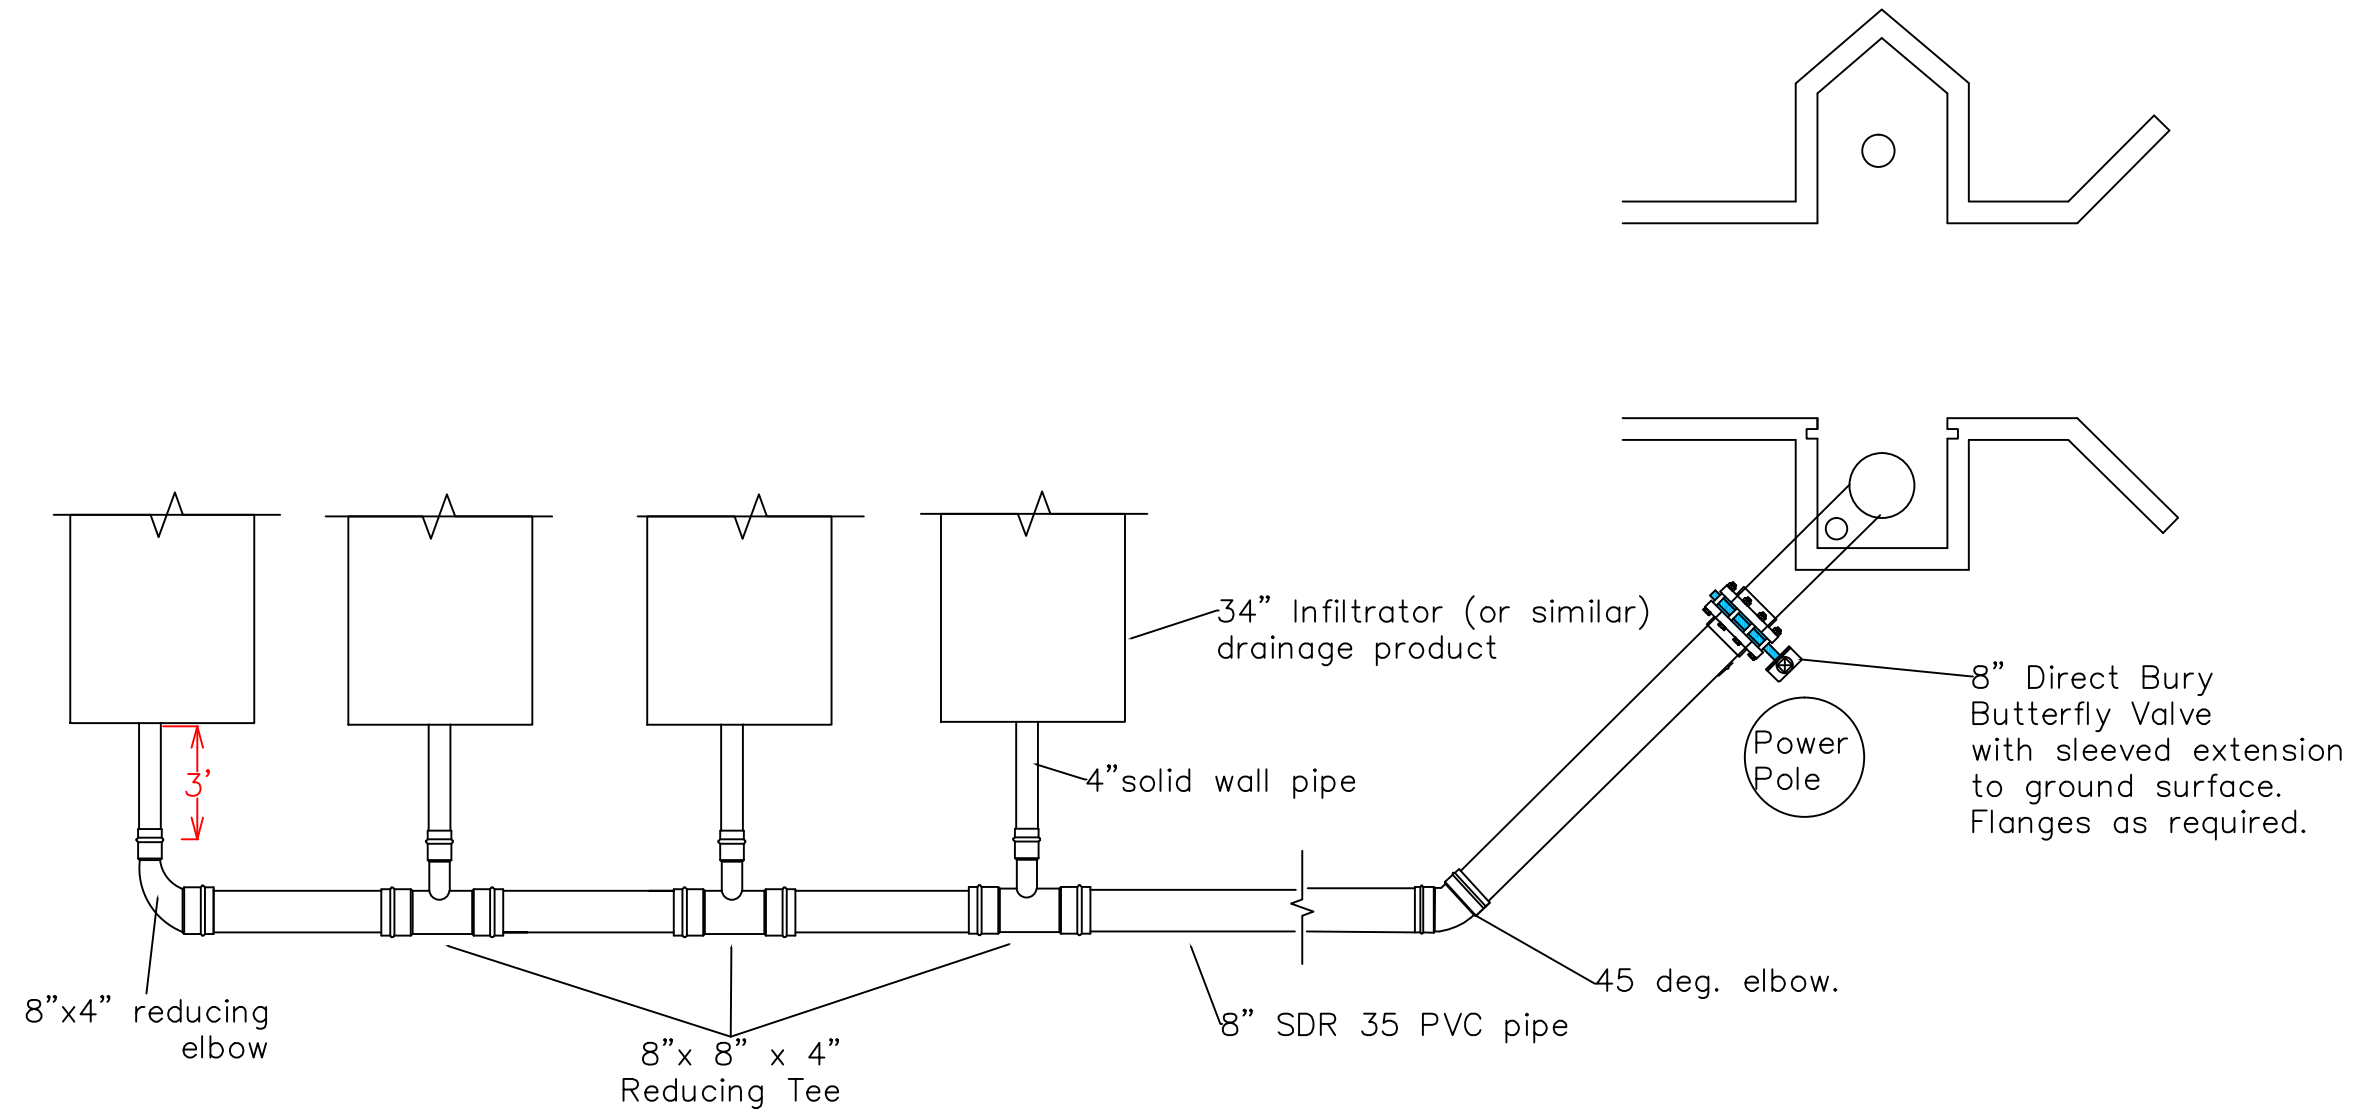 34” Infiltrator (or similar)
drainage product
8” Direct Bury
Butterfly Valve
with sleeved extension
to ground surface.
Flanges as required.
Power
Pole
3’
4”solid wall pipe
45 deg. elbow.
8”x4” reducing
elbow
8” SDR 35 PVC pipe
8”x 8” x 4”
Reducing Tee